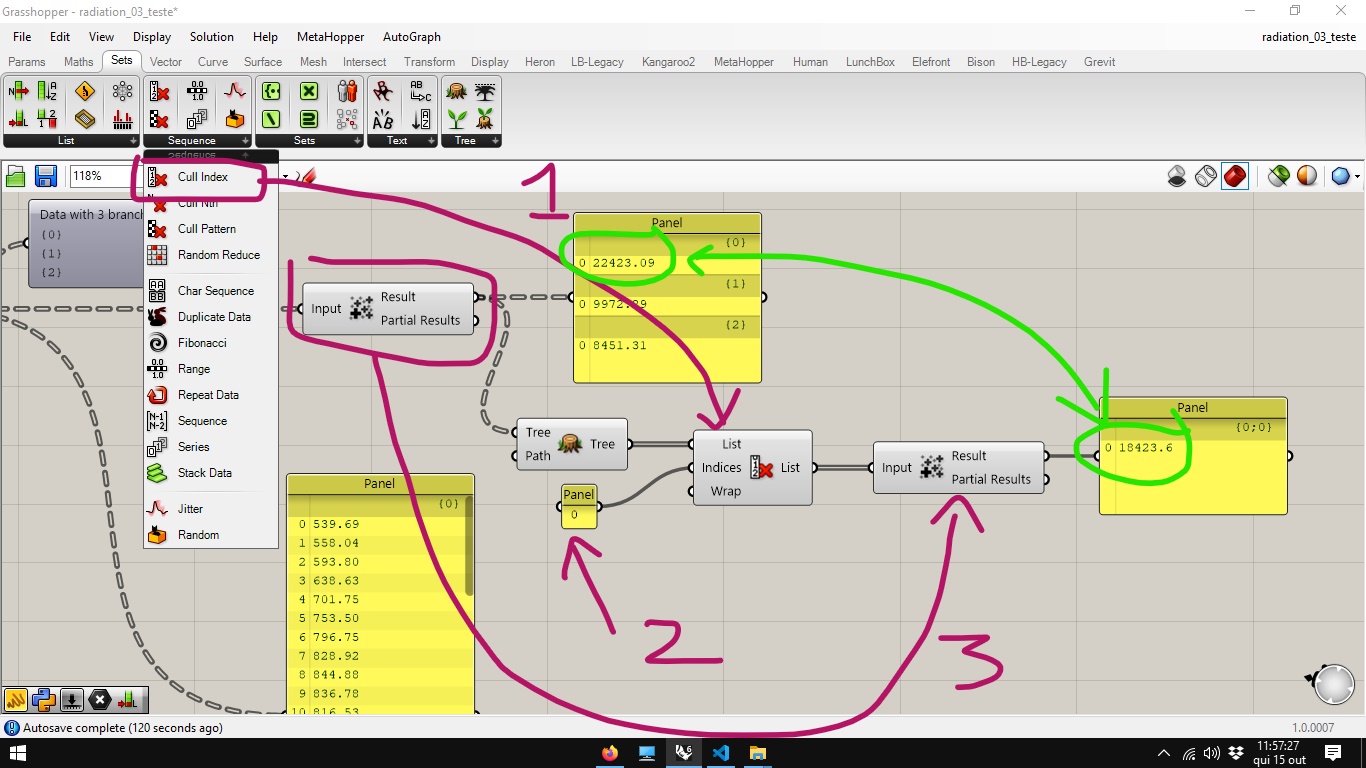 Grasshopper - radiation_03_teste*
File Edit View Display Solution Help MetaHopper AutoGraph radiation_03_teste
Params Maths Sets Vector Curve Surface Mesh Intersect Transform Display Heron LB-Legacy Kangaroo2 MetaHopper Human LunchBox Elefront Bison HB-Legacy Grevit
List Sequence Sets Text Tree
118%
Cull Index
Cull Nth
Cull Pattern
Random Reduce
Char Sequence
Duplicate Data
Fibonacci
Range
Repeat Data
Sequence
Series
Stack Data
Jitter
Random
Data with 3 branch
{0}
{1}
{2}
Input Result
Partial Results
1
Panel
{0}
0 22423.09
{1}
0 9972.29
{2}
0 8451.31
Tree Tree
Path
Panel
0
List
Indices List
Wrap
Input Result
Partial Results
Panel
{0;0}
0 18423.6
2
3
Panel
{0}
0 539.69
1 558.04
2 593.80
3 638.63
4 701.75
5 753.50
6 796.75
7 828.92
8 844.88
9 836.78
10 816.53
Autosave complete (120 seconds ago) 1.0.0007
11:57:27
qui 15 out